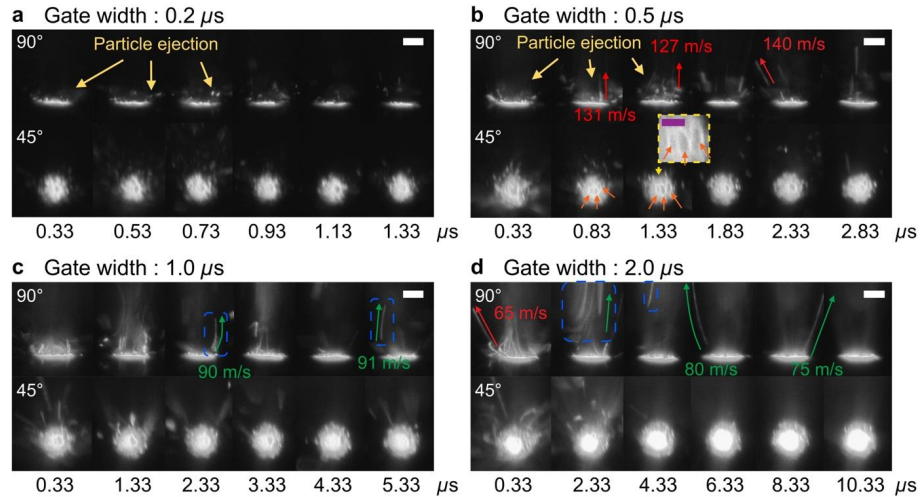 a Gate width : 0.2 µs
90°
Particle ejection
45°
0.33 0.53 0.73 0.93 1.13 1.33 µs
b Gate width : 0.5 µs
90°
Particle ejection
127 m/s
140 m/s
131 m/s
45°
0.33 0.83 1.33 1.83 2.33 2.83 µs
c Gate width : 1.0 µs
90°
90 m/s
91 m/s
45°
0.33 1.33 2.33 3.33 4.33 5.33 µs
d Gate width : 2.0 µs
90°
65 m/s
80 m/s
75 m/s
45°
0.33 2.33 4.33 6.33 8.33 10.33 µs